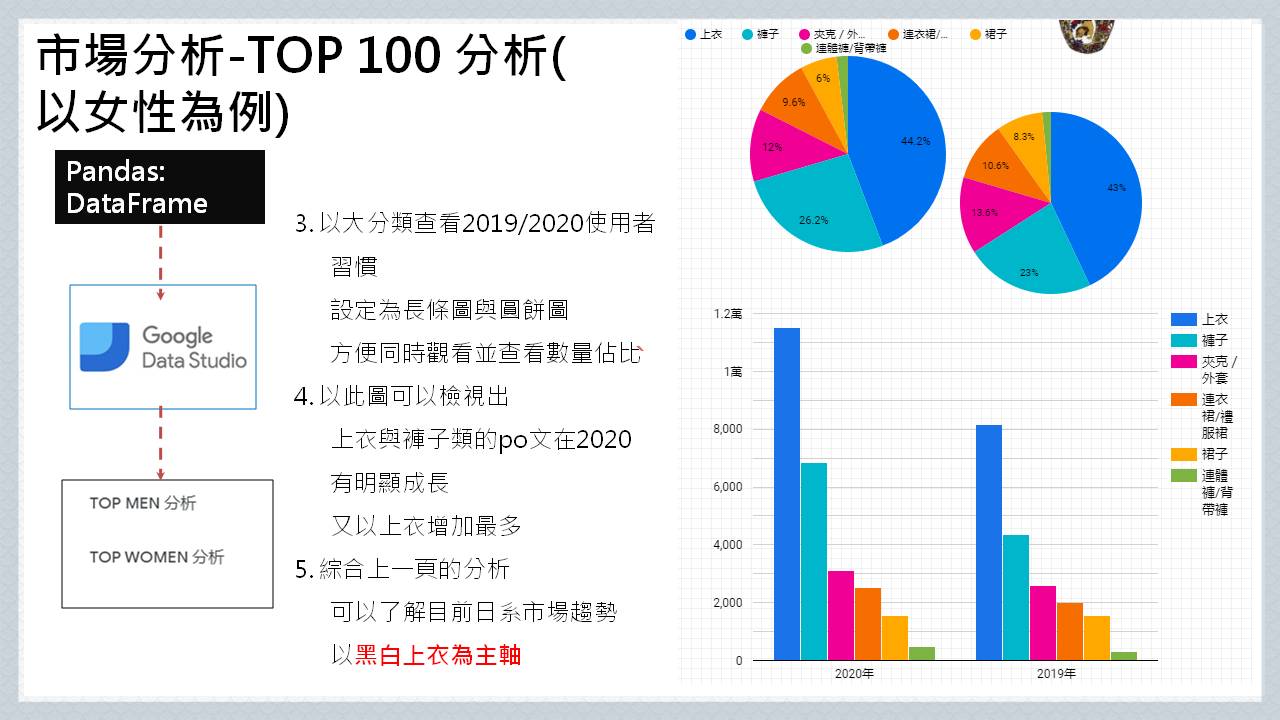 市場分析-TOP 100 分析(
以女性為例)
Pandas:
DataFrame
Google
Data Studio
TOP MEN 分析
TOP WOMEN 分析
3. 以大分類查看2019/2020使用者
習慣
設定為長條圖與圓餅圖
方便同時觀看並查看數量佔比
4. 以此圖可以檢視出
上衣與褲子類的po文在2020
有明顯成長
又以上衣增加最多
5. 綜合上一頁的分析
可以了解目前日系市場趨勢
以黑白上衣為主軸
上衣 褲子 夾克 / 外... 連衣裙/... 裙子
連體褲/背帶褲
44.2%
26.2%
12%
9.6%
6%
43%
23%
13.6%
10.6%
8.3%
1.2萬
1萬
8,000
6,000
4,000
2,000
0
2020年
2019年
上衣
褲子
夾克 /
外套
連衣
裙/禮
服裙
裙子
連體
褲/背
帶褲